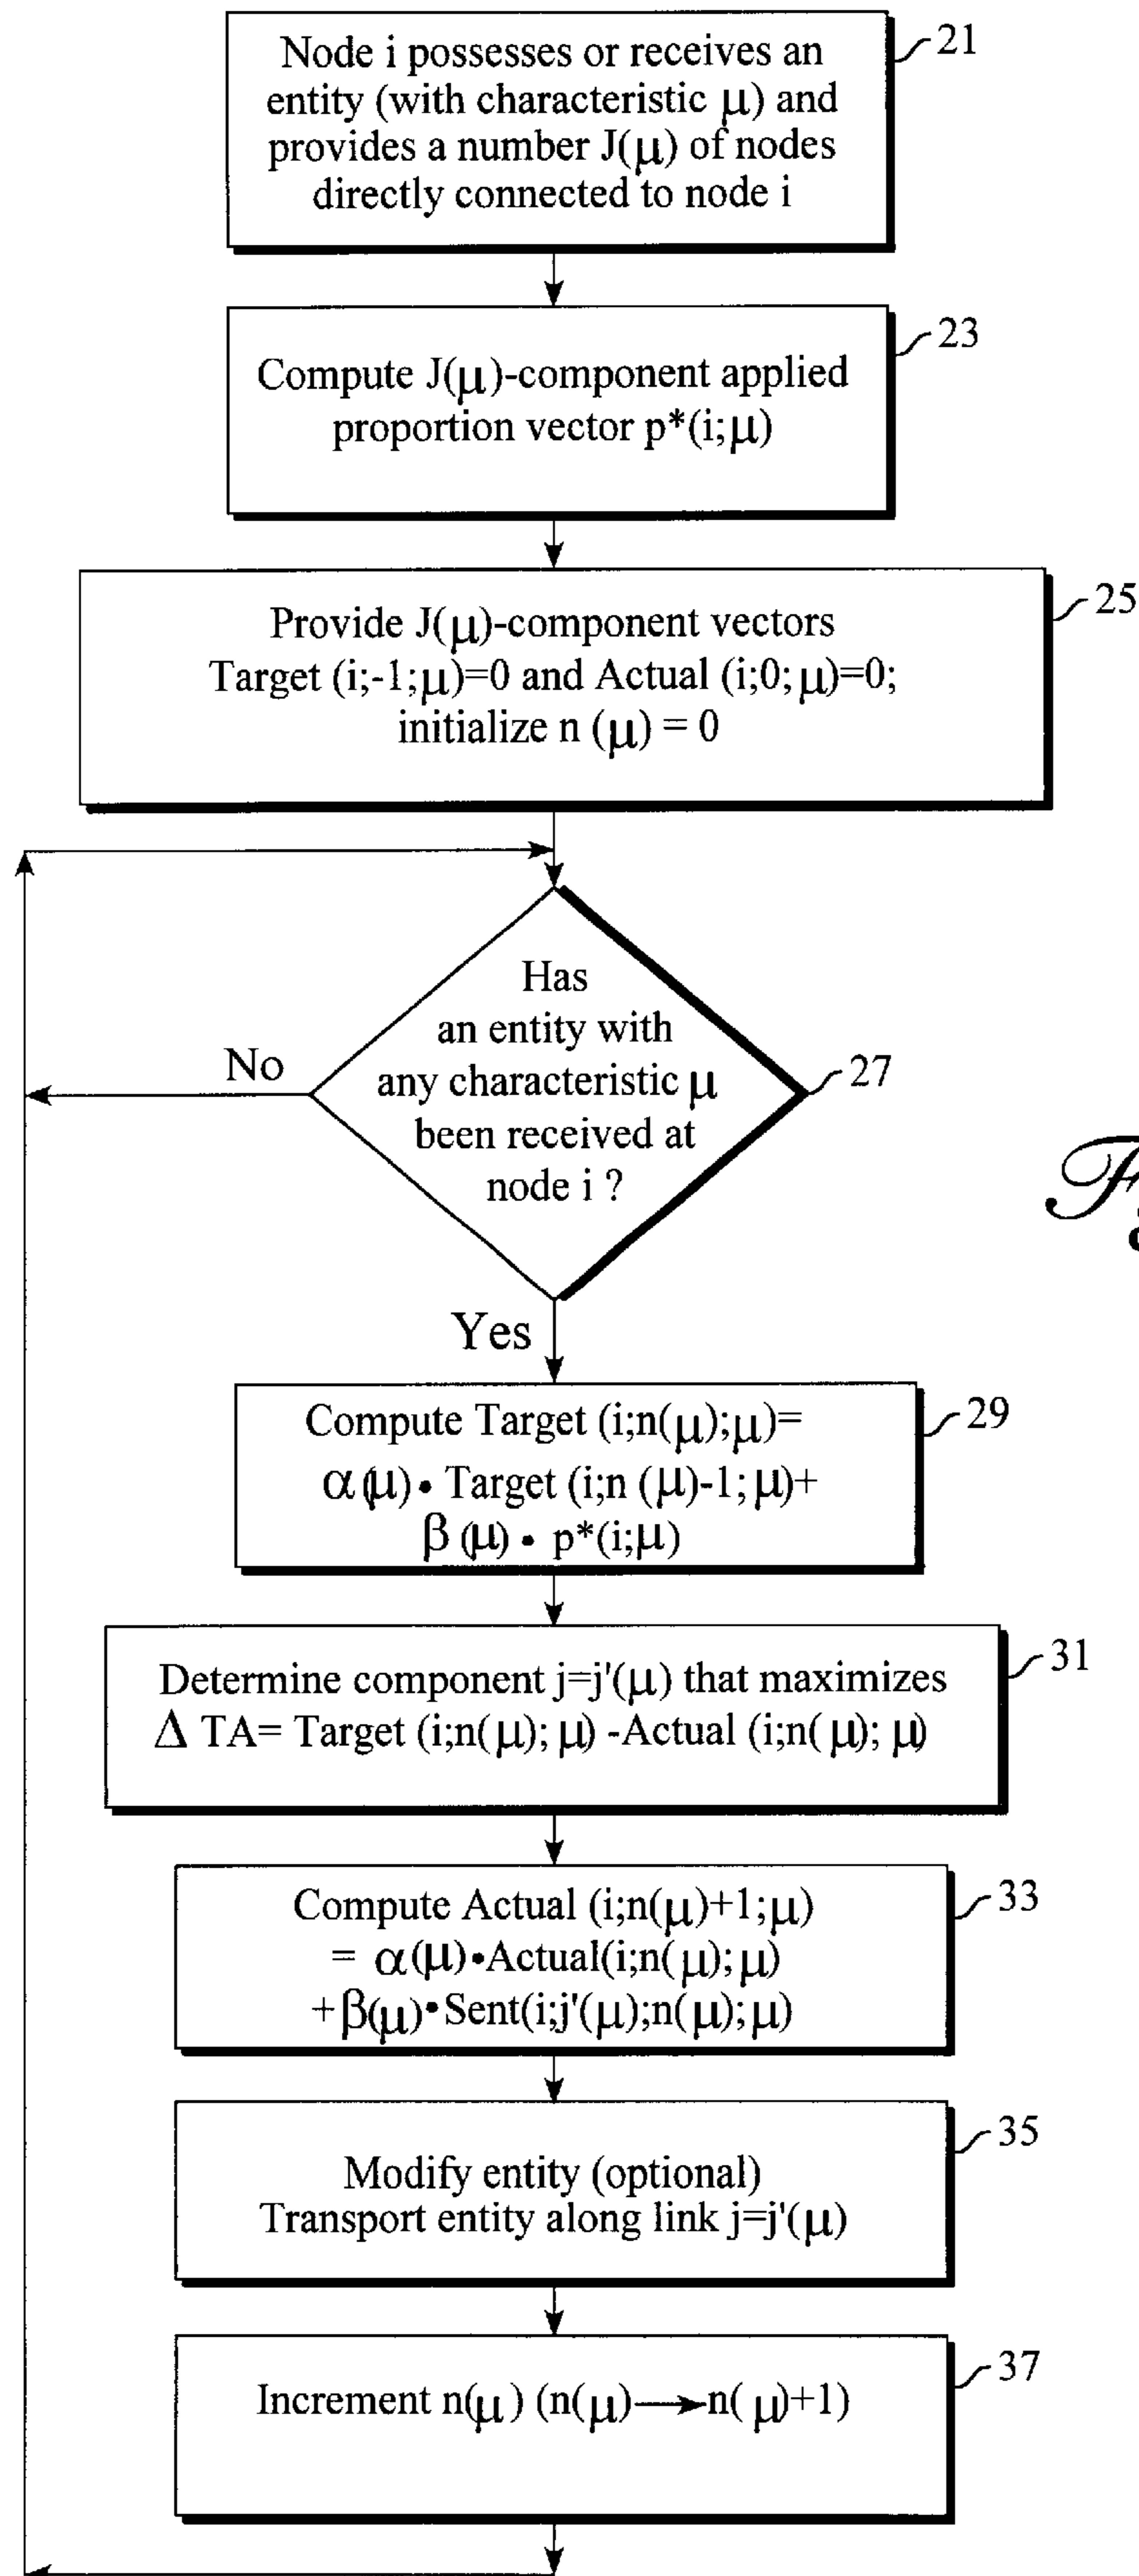 Node i possesses or receives an
entity (with characteristic μ) and
provides a number J(μ) of nodes
directly connected to node i
21
Compute J(μ)-component applied
proportion vector p*(i;μ)
23
Provide J(μ)-component vectors
Target (i;-1;μ)=0 and Actual (i;0;μ)=0;
initialize n (μ) = 0
25
Has
an entity with
any characteristic μ
been received at
node i ?
27
No
Yes
Compute Target (i;n(μ);μ)=
α(μ)• Target (i;n (μ)-1;μ)+
β(μ)• p*(i;μ)
29
Determine component j=j'(μ) that maximizes
Δ TA= Target (i;n(μ); μ) -Actual (i;n(μ); μ)
31
Compute Actual (i;n(μ)+1;μ)
= α(μ)•Actual(i;n(μ);μ)
+β(μ)•Sent(i;j'(μ);n(μ);μ)
33
Modify entity (optional)
Transport entity along link j=j'(μ)
35
Increment n(μ) (n(μ)→n(μ)+1)
37